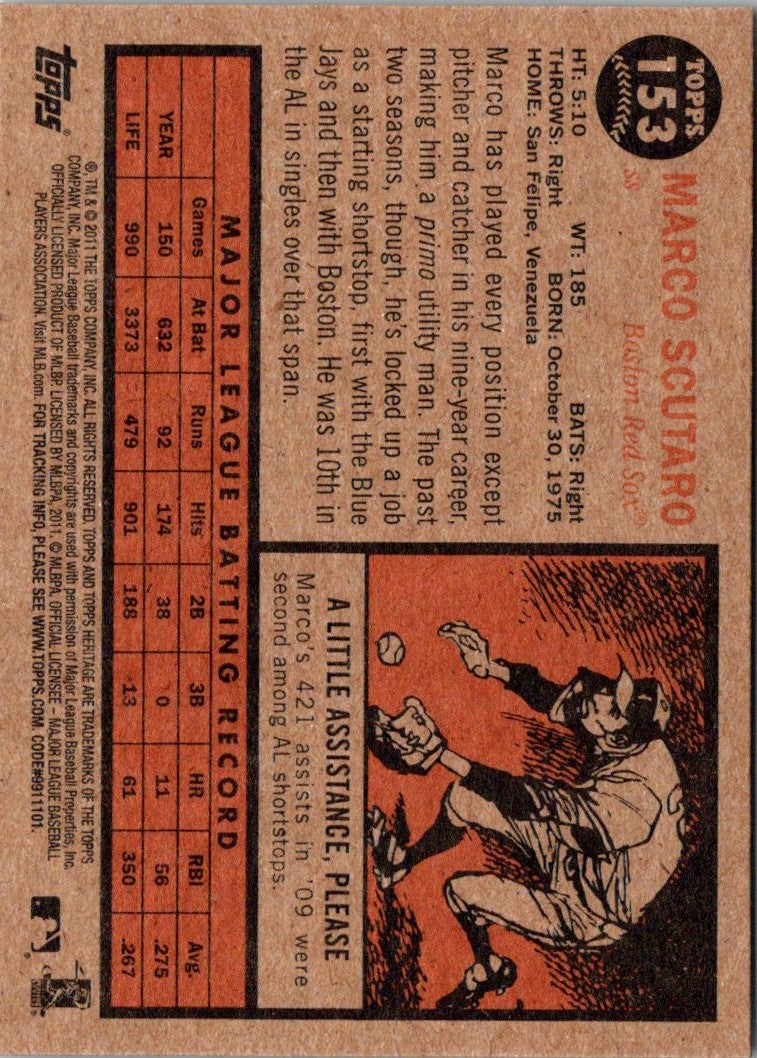 TOPPS
153
MARCO SCUTARO
SS
Boston Red Sox®
HT: 5:10 WT: 185 BATS: Right
THROWS: Right BORN: October 30, 1975
HOME: San Felipe, Venezuela
Marco has played every position except
pitcher and catcher in his nine-year career,
making him a primo utility man. The past
two seasons, though, he's locked up a job
as a starting shortstop, first with the Blue
Jays and then with Boston. He was 10th in
the AL in singles over that span.
A LITTLE ASSISTANCE, PLEASE
Marco's 421 assists in '09 were
second among AL shortstops.
MAJOR LEAGUE BATTING RECORD
Games At Bat Runs Hits 2B 3B HR RBI Avg.
YEAR 150 632 92 174 38 0 11 56 .275
LIFE 990 3373 479 901 188 13 61 350 .267
topps®
®, TM & © 2011 THE TOPPS COMPANY, INC. ALL RIGHTS RESERVED. TOPPS AND TOPPS HERITAGE ARE TRADEMARKS OF THE TOPPS
COMPANY, INC. Major League Baseball trademarks and copyrights are used with permission of Major League Baseball Properties, Inc.
OFFICIALLY LICENSED PRODUCT OF MLBP. LICENSED BY MLBPA, 2011. © MLBPA, OFFICIAL LICENSEE – MAJOR LEAGUE BASEBALL
PLAYERS ASSOCIATION. Visit MLB.com. FOR TRACKING INFO, PLEASE SEE WWW.TOPPS.COM. CODE#9911101.